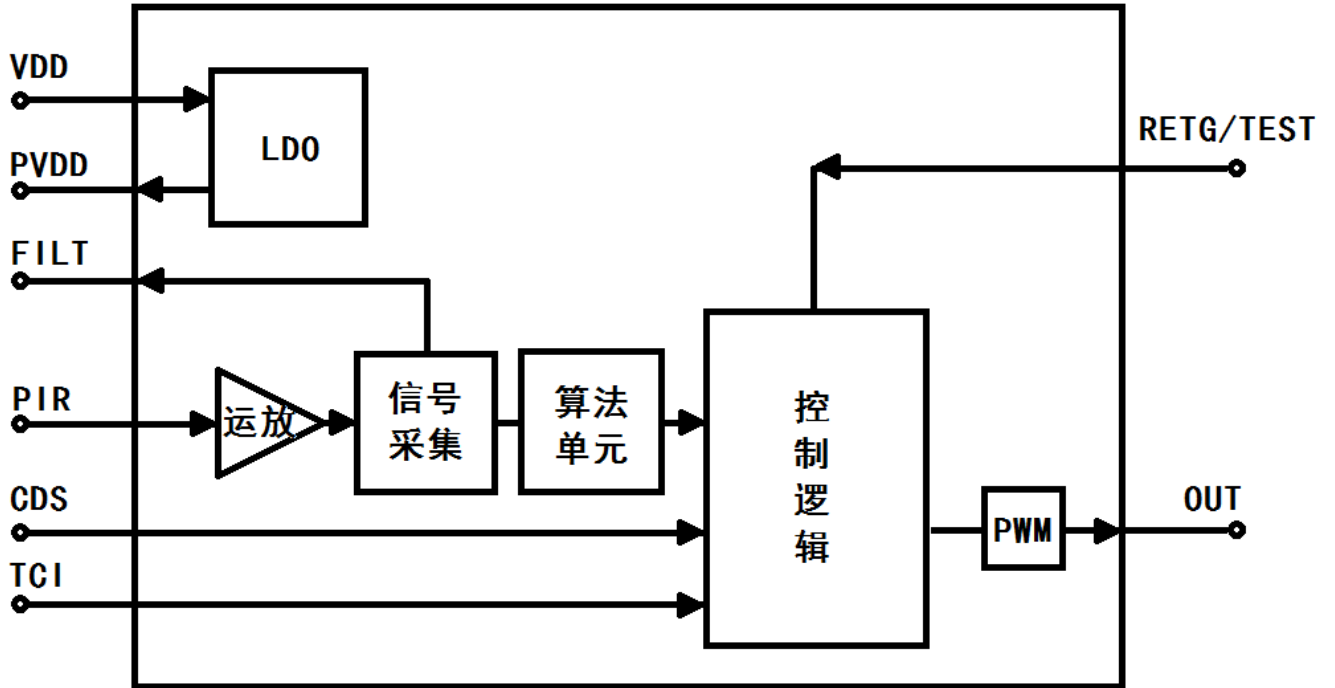 VDD
LDO
PVDD
RETG/TEST
FILT
PIR
运放
信号
采集
算法
单元
控
制
逻
辑
CDS
PWM
OUT
TCI